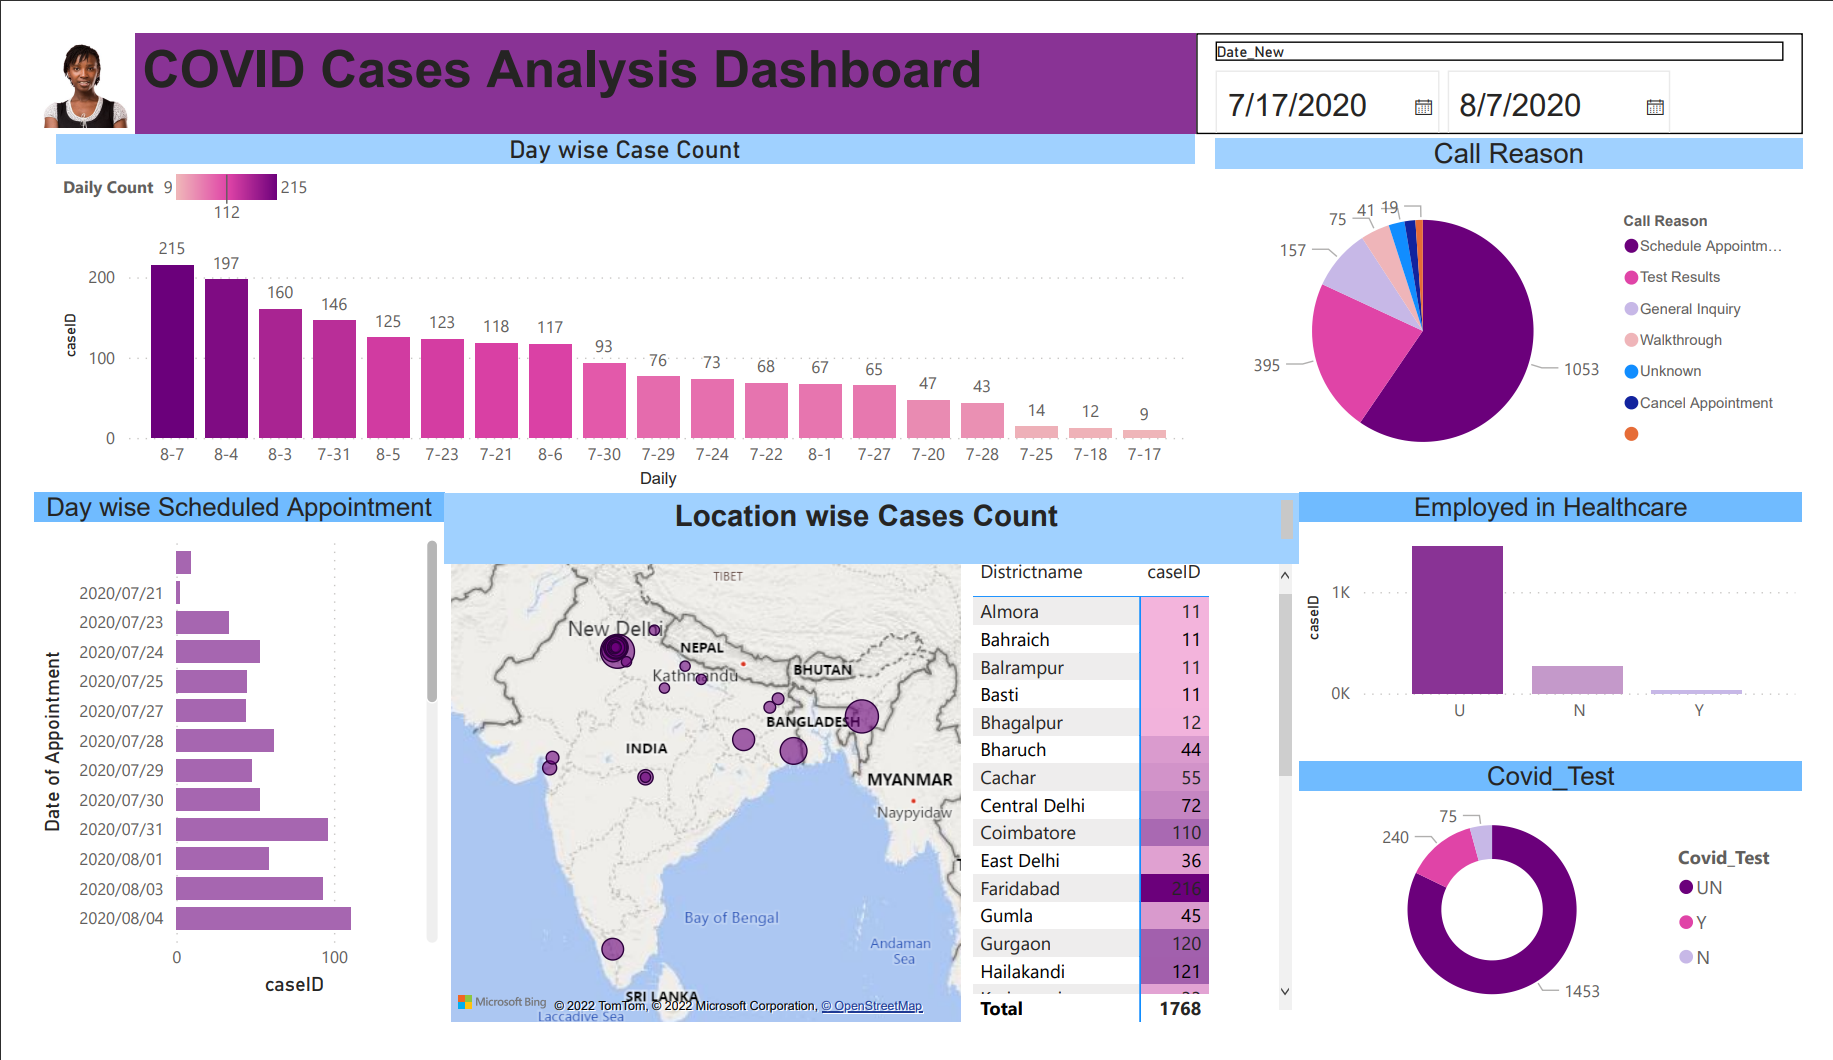 COVID Cases Analysis Dashboard
Date_New
7/17/2020
8/7/2020
Day wise Case Count
Daily Count
9
215
112
caseID
200
100
0
215
197
160
146
125
123
118
117
93
76
73
68
67
65
47
43
14
12
9
8-7
8-4
8-3
7-31
8-5
7-23
7-21
8-6
7-30
7-29
7-24
7-22
8-1
7-27
7-20
7-28
7-25
7-18
7-17
Daily
Call Reason
19
41
75
157
395
1053
Call Reason
Schedule Appointm...
Test Results
General Inquiry
Walkthrough
Unknown
Cancel Appointment
Day wise Scheduled Appointment
Date of Appointment
2020/07/21
2020/07/23
2020/07/24
2020/07/25
2020/07/27
2020/07/28
2020/07/29
2020/07/30
2020/07/31
2020/08/01
2020/08/03
2020/08/04
0
100
caseID
Location wise Cases Count
TIBET
New Delhi
NEPAL
Kathmandu
BHUTAN
BANGLADESH
INDIA
MYANMAR
Naypyidaw
Bay of Bengal
Andaman
Sea
SRI LANKA
Laccadive Sea
Microsoft Bing
© 2022 TomTom, © 2022 Microsoft Corporation, © OpenStreetMap
Districtname caseID
Almora 11
Bahraich 11
Balrampur 11
Basti 11
Bhagalpur 12
Bharuch 44
Cachar 55
Central Delhi 72
Coimbatore 110
East Delhi 36
Faridabad 216
Gumla 45
Gurgaon 120
Hailakandi 121
Total 1768
Employed in Healthcare
caseID
1K
0K
U
N
Y
Covid_Test
75
240
1453
Covid_Test
UN
Y
N